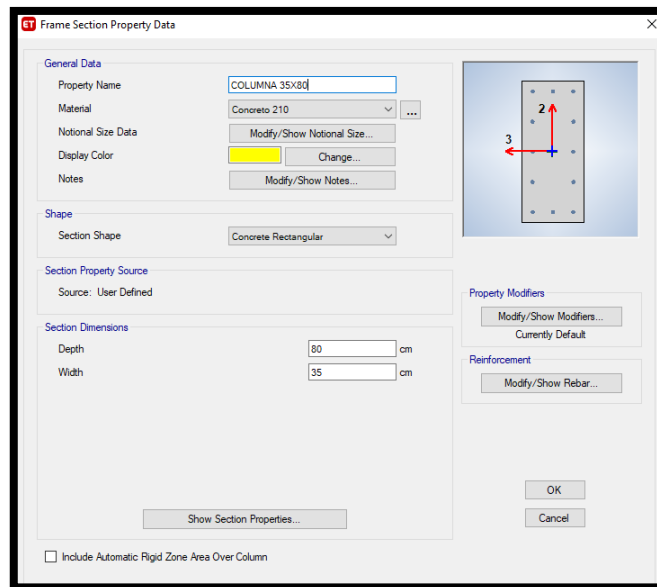 ET Frame Section Property Data
General Data
Property Name COLUMNA 35X80
Material Concreto 210 ...
Notional Size Data Modify/Show Notional Size...
Display Color Change...
Notes Modify/Show Notes...
2
3
Shape
Section Shape Concrete Rectangular
Section Property Source
Source: User Defined
Property Modifiers
Modify/Show Modifiers...
Currently Default
Section Dimensions
Depth 80 cm
Width 35 cm
Reinforcement
Modify/Show Rebar...
Show Section Properties...
OK
Cancel
Include Automatic Rigid Zone Area Over Column